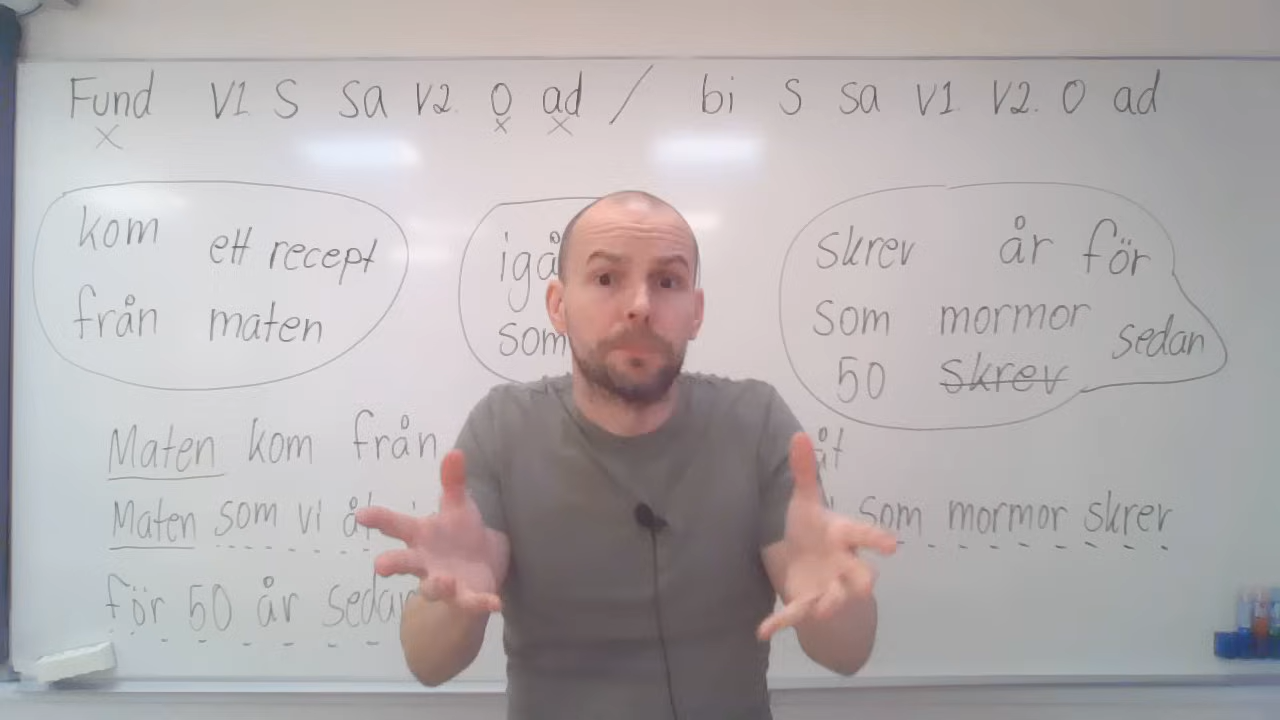 Fund V1 S sa V2. O ad / bi S sa V1 V2. O ad
x x x
kom ett recept
från maten
som
skrev år för
som mormor sedan
50 skrev
Maten kom från
Maten som vi som mormor skrev
för 50 år sedan